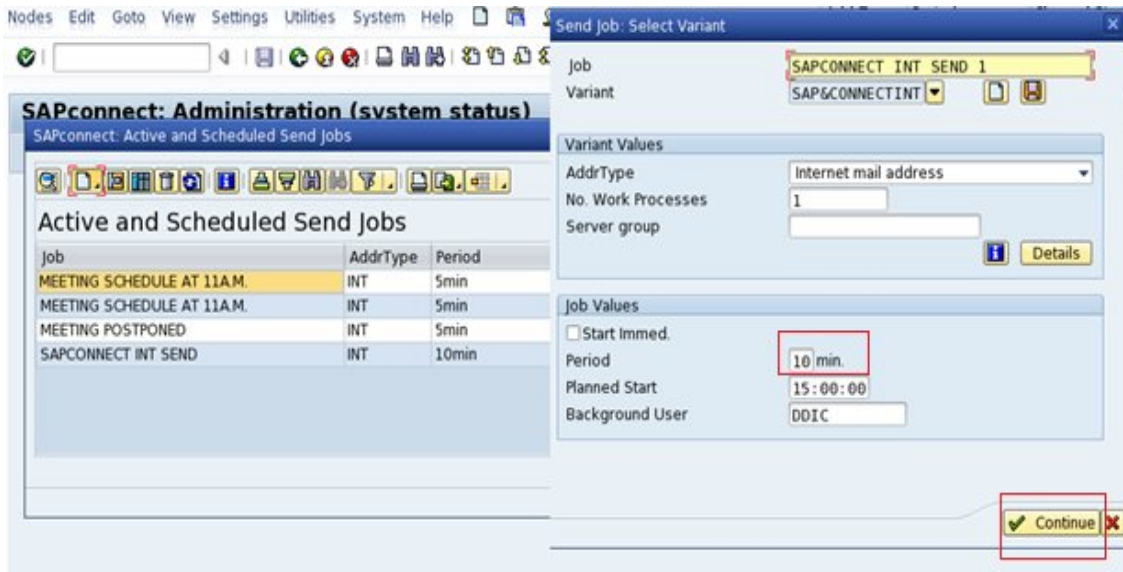 Nodes Edit Goto View Settings Utilities System Help
SAPconnect: Administration (system status)
SAPconnect: Active and Scheduled Send Jobs
Active and Scheduled Send Jobs
Job AddrType Period
MEETING SCHEDULE AT 11A.M. INT 5min
MEETING SCHEDULE AT 11A.M. INT 5min
MEETING POSTPONED INT 5min
SAPCONNECT INT SEND INT 10min
Send Job: Select Variant
Job SAPCONNECT INT SEND 1
Variant SAP&CONNECTINT
Variant Values
AddrType Internet mail address
No. Work Processes 1
Server group
Details
Job Values
Start Immed.
Period 10 min.
Planned Start 15:00:00
Background User DDIC
Continue